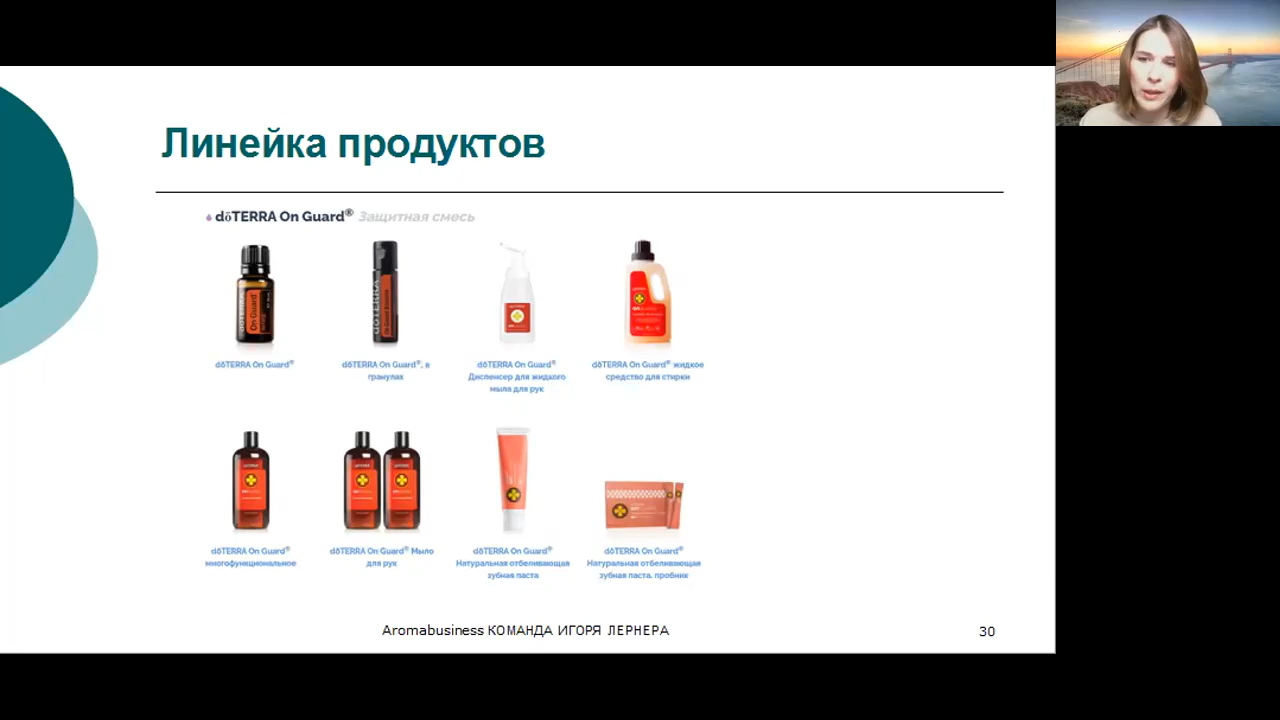 Линейка продуктов
dōTERRA On Guard® Защитная смесь
dōTERRA On Guard®
dōTERRA On Guard®, в
гранулах
dōTERRA On Guard®
Диспенсер для жидкого
мыла для рук
dōTERRA On Guard® жидкое
средство для стирки
dōTERRA On Guard®
многофункциональное
dōTERRA On Guard® Мыло
для рук
dōTERRA On Guard®
Натуральная отбеливающая
зубная паста
dōTERRA On Guard®
Натуральная отбеливающая
зубная паста. пробник
Aromabusiness КОМАНДА ИГОРЯ ЛЕРНЕРА
30